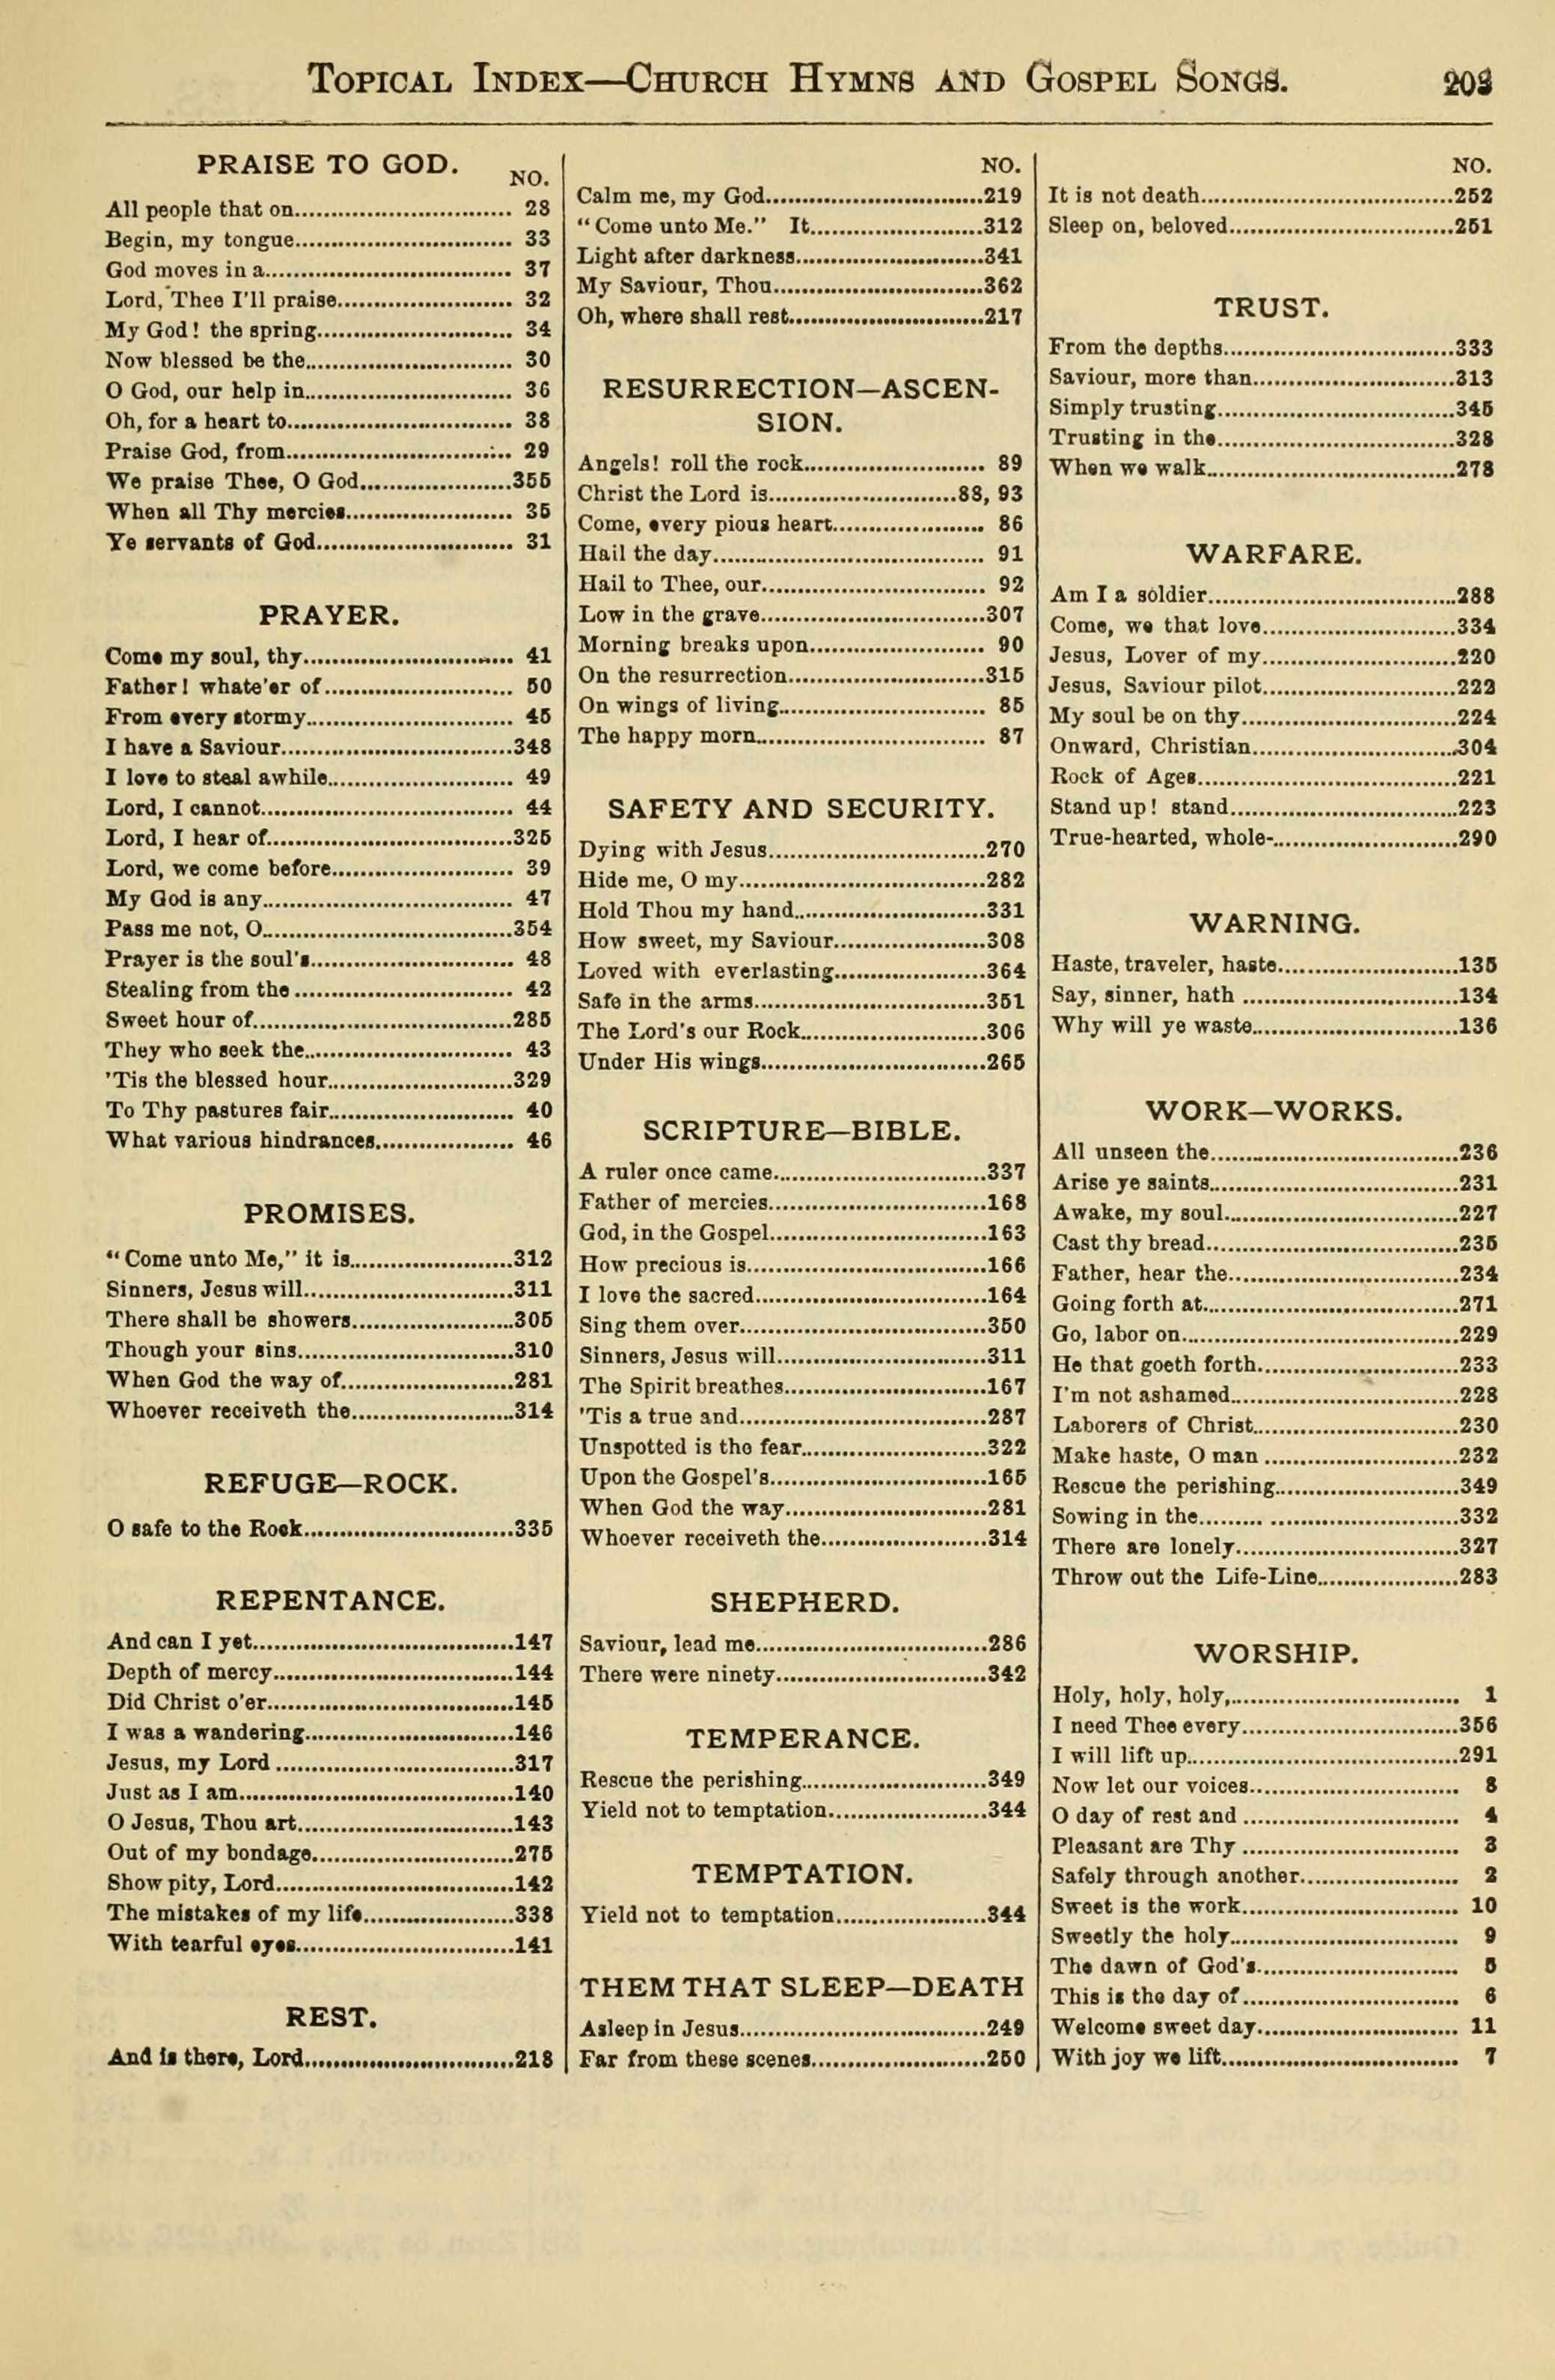 TOPICAL INDEX—CHURCH HYMNS AND GOSPEL SONGS. 203
PRAISE TO GOD.
NO.
All people that on 28
Begin, my tongue 33
God moves in a 37
Lord, Thee I'll praise 32
My God! the spring 34
Now blessed be the 30
O God, our help in 36
Oh, for a heart to 38
Praise God, from 29
We praise Thee, O God 355
When all Thy mercies 35
Ye servants of God 31
PRAYER.
Come my soul, thy 41
Father! whate'er of 50
From every stormy 45
I have a Saviour 348
I love to steal awhile 49
Lord, I cannot 44
Lord, I hear of 325
Lord, we come before 39
My God is any 47
Pass me not, O 354
Prayer is the soul's 48
Stealing from the 42
Sweet hour of 285
They who seek the 43
'Tis the blessed hour 329
To Thy pastures fair 40
What various hindrances 46
PROMISES.
"Come unto Me," it is 312
Sinners, Jesus will 311
There shall be showers 305
Though your sins 310
When God the way of 281
Whoever receiveth the 314
REFUGE—ROCK.
O safe to the Rock 335
REPENTANCE.
And can I yet 147
Depth of mercy 144
Did Christ o'er 145
I was a wandering 146
Jesus, my Lord 317
Just as I am 140
O Jesus, Thou art 143
Out of my bondage 275
Show pity, Lord 142
The mistakes of my life 338
With tearful eyes 141
REST.
And is there, Lord 218
NO.
Calm me, my God 219
"Come unto Me." It 312
Light after darkness 341
My Saviour, Thou 362
Oh, where shall rest 217
RESURRECTION—ASCEN-
SION.
Angels! roll the rock 89
Christ the Lord is 88, 93
Come, every pious heart 86
Hail the day 91
Hail to Thee, our 92
Low in the grave 307
Morning breaks upon 90
On the resurrection 315
On wings of living 85
The happy morn 87
SAFETY AND SECURITY.
Dying with Jesus 270
Hide me, O my 282
Hold Thou my hand 331
How sweet, my Saviour 308
Loved with everlasting 364
Safe in the arms 351
The Lord's our Rock 306
Under His wings 265
SCRIPTURE—BIBLE.
A ruler once came 337
Father of mercies 168
God, in the Gospel 163
How precious is 166
I love the sacred 164
Sing them over 350
Sinners, Jesus will 311
The Spirit breathes 167
'Tis a true and 287
Unspotted is the fear 322
Upon the Gospel's 165
When God the way 281
Whoever receiveth the 314
SHEPHERD.
Saviour, lead me 286
There were ninety 342
TEMPERANCE.
Rescue the perishing 349
Yield not to temptation 344
TEMPTATION.
Yield not to temptation 344
THEM THAT SLEEP—DEATH
Asleep in Jesus 249
Far from these scenes 250
NO.
It is not death 252
Sleep on, beloved 251
TRUST.
From the depths 333
Saviour, more than 313
Simply trusting 345
Trusting in the 328
When we walk 278
WARFARE.
Am I a soldier 288
Come, we that love 334
Jesus, Lover of my 220
Jesus, Saviour pilot 222
My soul be on thy 224
Onward, Christian 304
Rock of Ages 221
Stand up! stand 223
True-hearted, whole- 290
WARNING.
Haste, traveler, haste 135
Say, sinner, hath 134
Why will ye waste 136
WORK—WORKS.
All unseen the 236
Arise ye saints 231
Awake, my soul 227
Cast thy bread 235
Father, hear the 234
Going forth at 271
Go, labor on 229
He that goeth forth 233
I'm not ashamed 228
Laborers of Christ 230
Make haste, O man 232
Rescue the perishing 349
Sowing in the 332
There are lonely 327
Throw out the Life-Line 283
WORSHIP.
Holy, holy, holy, 1
I need Thee every 356
I will lift up 291
Now let our voices 8
O day of rest and 4
Pleasant are Thy 3
Safely through another 2
Sweet is the work 10
Sweetly the holy 9
The dawn of God's 5
This is the day of 6
Welcome sweet day 11
With joy we lift 7